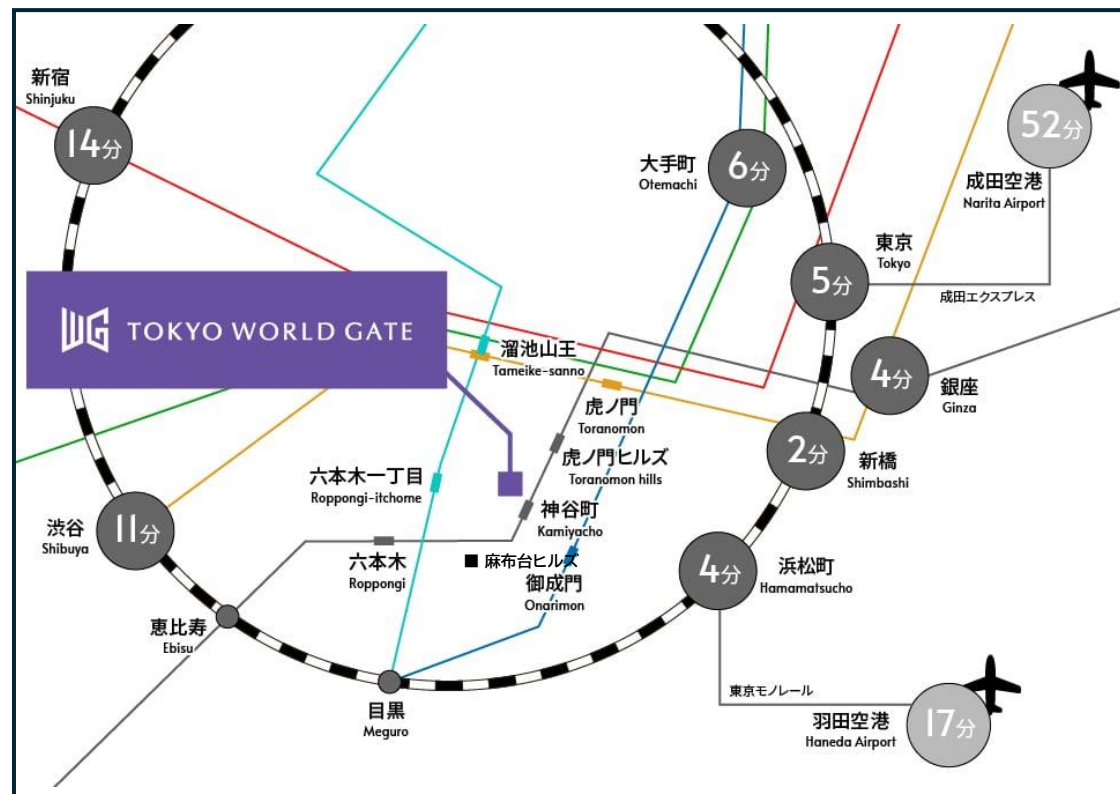 新宿
Shinjuku
14分
大手町
Otemachi
6分
52分
成田空港
Narita Airport
東京
Tokyo
5分
成田エクスプレス
WG TOKYO WORLD GATE
溜池山王
Tameike-sanno
4分
銀座
Ginza
虎ノ門
Toranomon
2分
新橋
Shimbashi
虎ノ門ヒルズ
Toranomon hills
六本木一丁目
Roppongi-itchome
神谷町
Kamiyacho
渋谷
Shibuya
11分
六本木
Roppongi
■ 麻布台ヒルズ
御成門
Onarimon
4分
浜松町
Hamamatsucho
恵比寿
Ebisu
目黒
Meguro
東京モノレール
羽田空港
Haneda Airport
17分